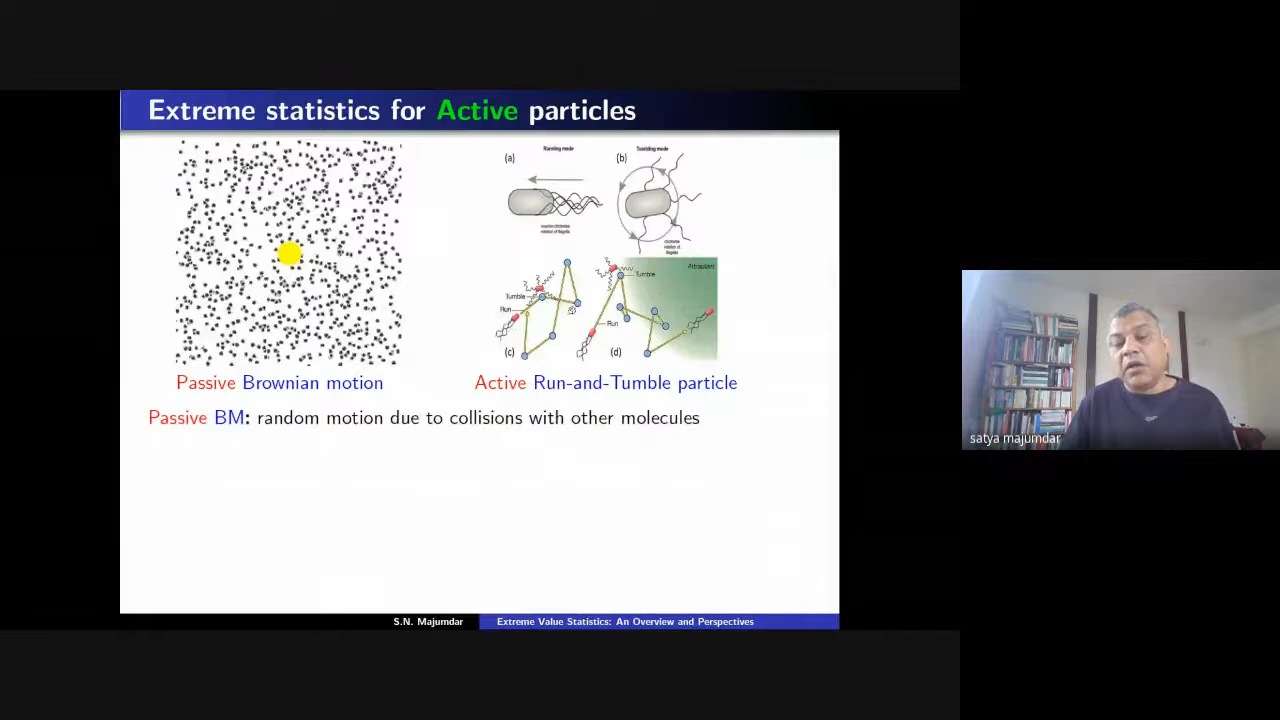 Extreme statistics for Active particles
(a)
Running mode
(b)
Tumbling mode
Attractant
Tumble
Tumble
Run
Run
(c)
(d)
Passive Brownian motion
Active Run-and-Tumble particle
Passive BM: random motion due to collisions with other molecules
satya majumdar
S.N. Majumdar
Extreme Value Statistics: An Overview and Perspectives